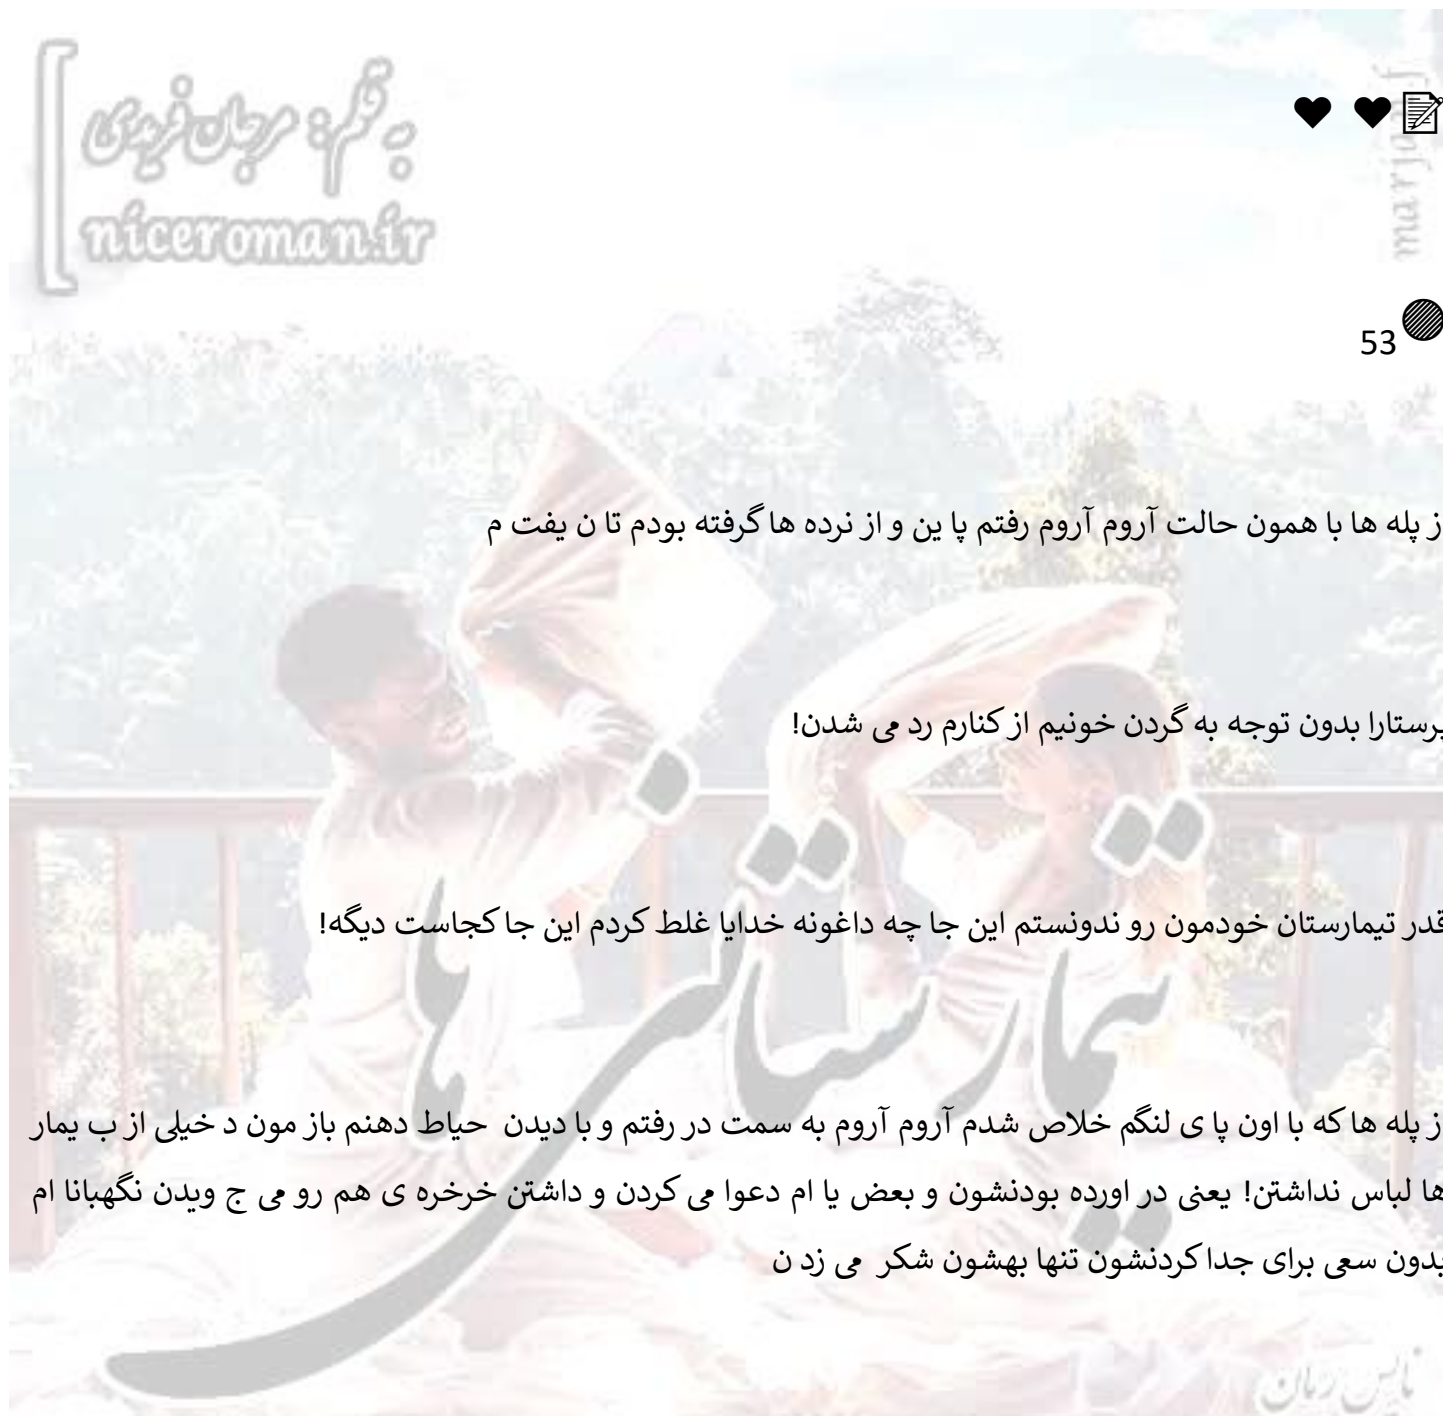 به قلم: مرجان فریدی
niceroman.ir
53
ز پله ها با همون حالت آروم آروم رفتم پا ین و از نرده ها گرفته بودم تا ن یفت م
پرستارا بدون توجه به گردن خونیم از کنارم رد می شدن!
قدر تیمارستان خودمون رو ندونستم این جا چه داغونه خدایا غلط کردم این جا کجاست دیگه!
ز پله ها که با اون پا ی لنگم خلاص شدم آروم آروم به سمت در رفتم و با دیدن حیاط دهنم باز مون د خیلی از ب یمار
ها لباس نداشتن! یعنی در اورده بودنشون و بعض یا ام دعوا می کردن و داشتن خرخره ی هم رو می ج ویدن نگهبانا ام
بدون سعی برای جدا کردنشون تنها بهشون شکر می زد ن
تیمارستانی ها
نایس رمان